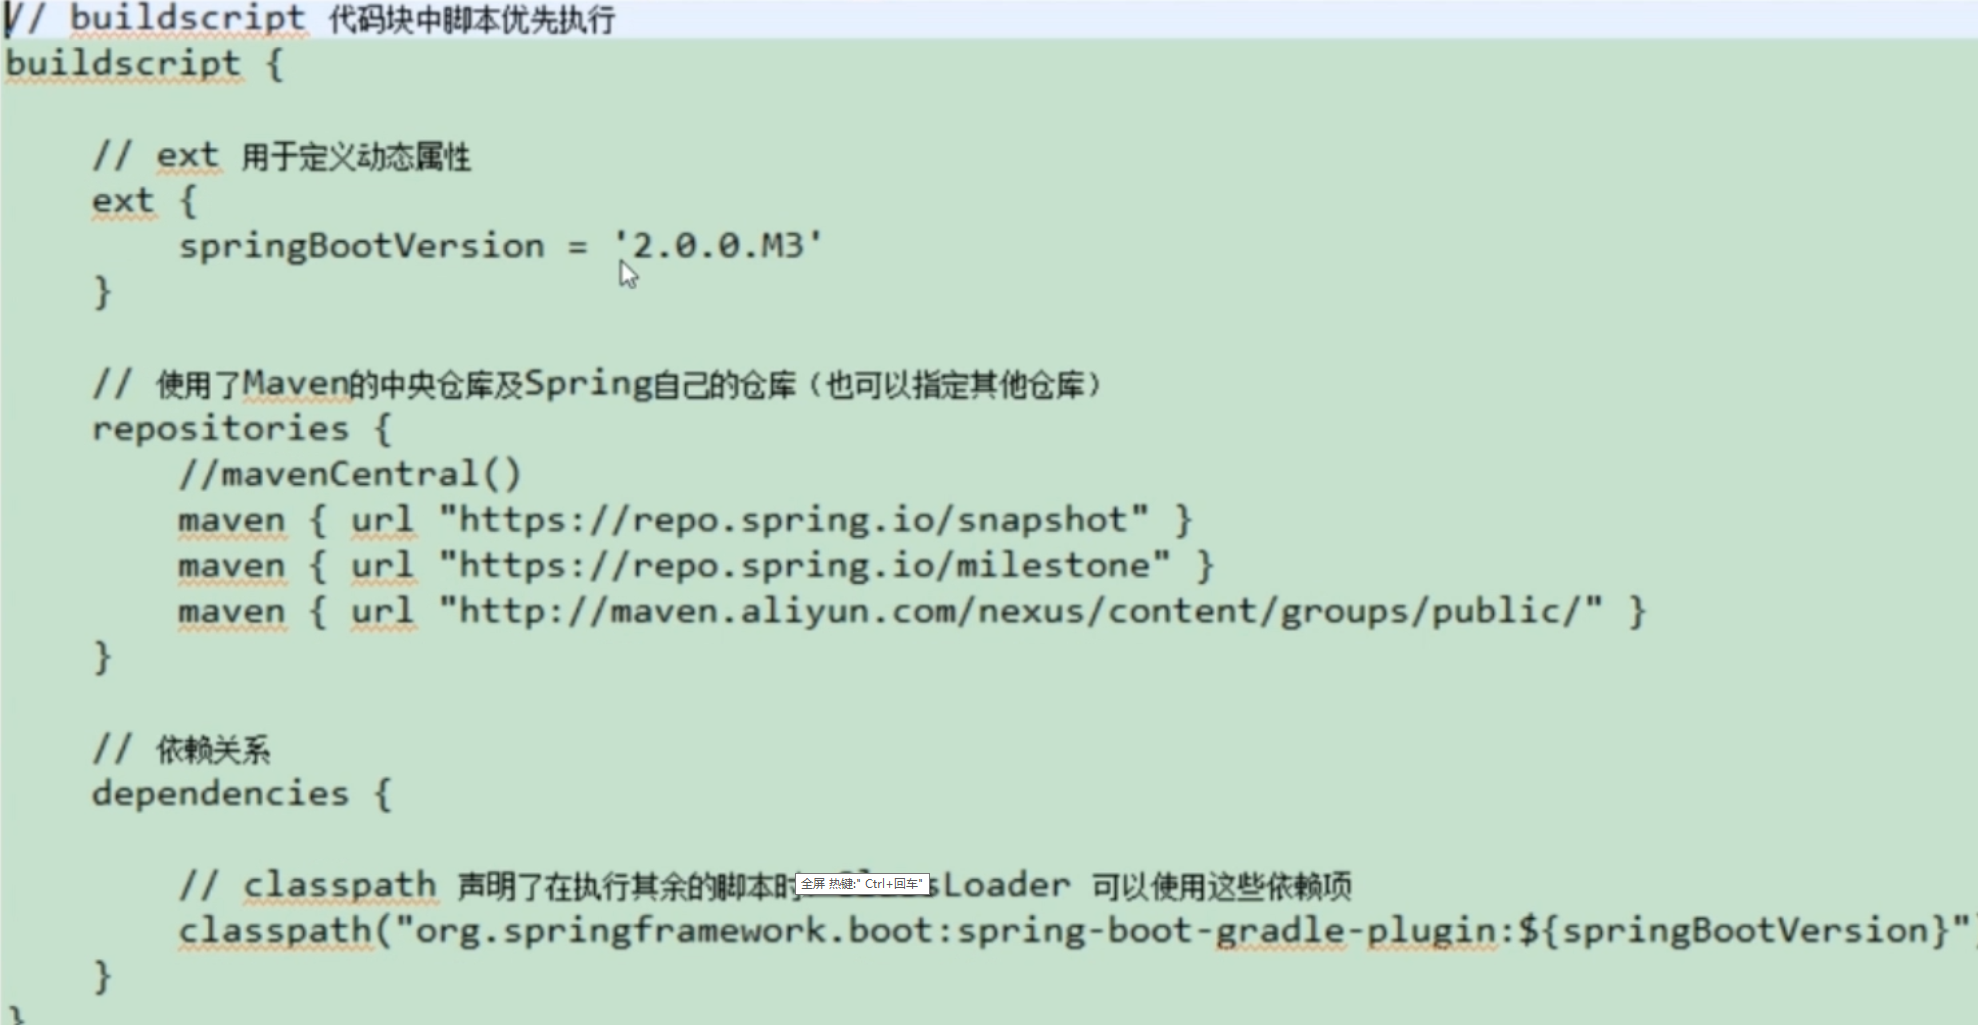 // buildscript 代码块中脚本优先执行
buildscript {
// ext 用于定义动态属性
ext {
springBootVersion = '2.0.0.M3'
}
// 使用了Maven的中央仓库及Spring自己的仓库（也可以指定其他仓库）
repositories {
//mavenCentral()
maven { url "https://repo.spring.io/snapshot" }
maven { url "https://repo.spring.io/milestone" }
maven { url "http://maven.aliyun.com/nexus/content/groups/public/" }
}
// 依赖关系
dependencies {
// classpath 声明了在执行其余的脚本时 sLoader 可以使用这些依赖项
全屏 热键:" Ctrl+回车"
classpath("org.springframework.boot:spring-boot-gradle-plugin:${springBootVersion}")
}
}